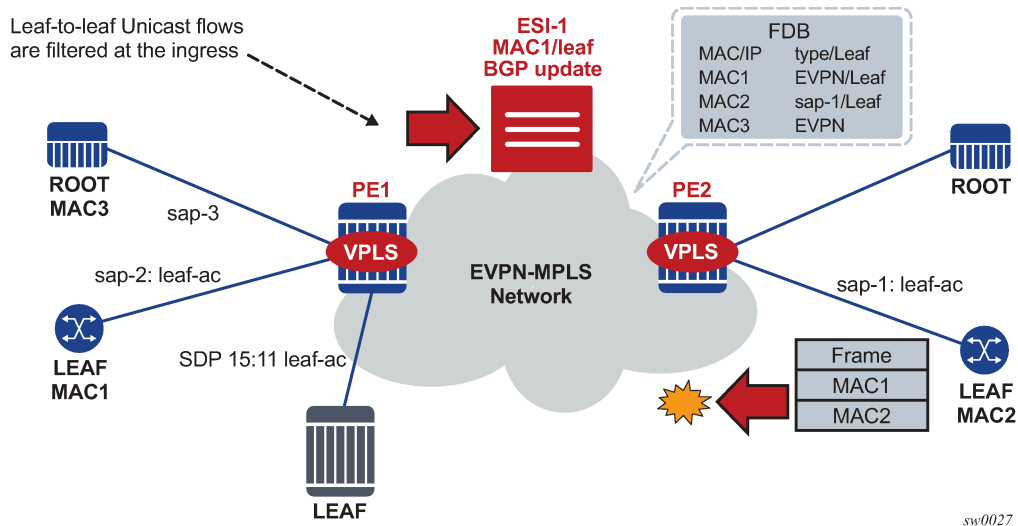 Leaf-to-leaf Unicast flows
are filtered at the ingress
ESI-1
MAC1/leaf
BGP update
FDB
MAC/IP type/Leaf
MAC1 EVPN/Leaf
MAC2 sap-1/Leaf
MAC3 EVPN
ROOT
MAC3
sap-3
PE1
VPLS
sap-2: leaf-ac
LEAF
MAC1
SDP 15:11 leaf-ac
LEAF
EVPN-MPLS
Network
PE2
VPLS
ROOT
sap-1: leaf-ac
LEAF
MAC2
Frame
MAC1
MAC2
sw0027